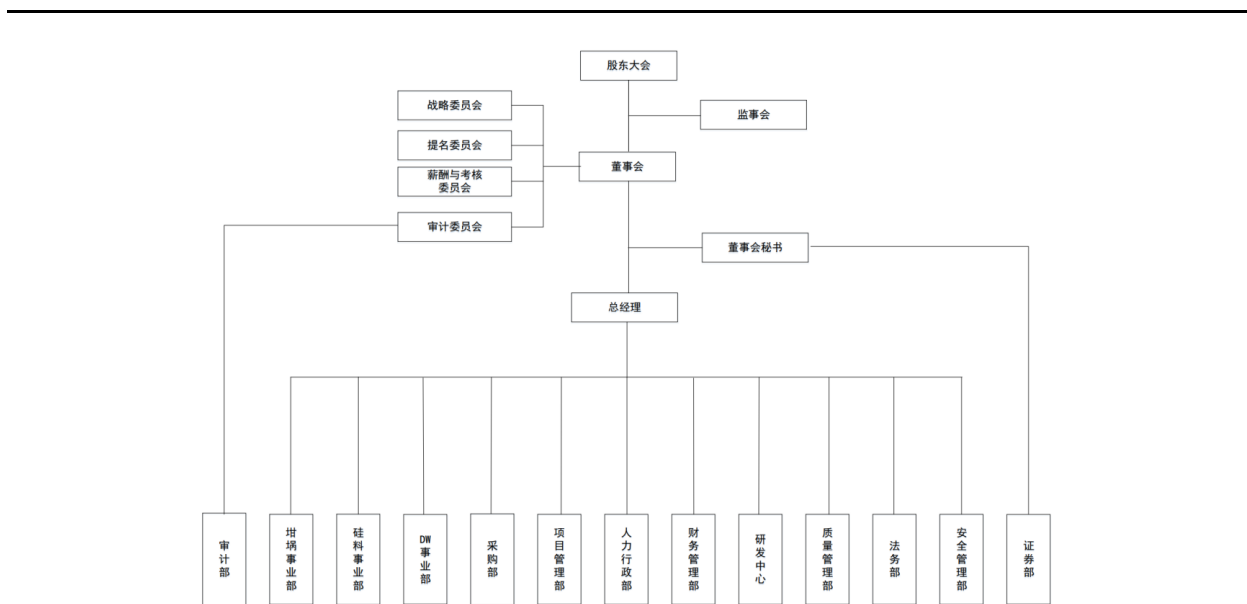 股东大会
战略委员会
监事会
提名委员会
董事会
薪酬与考核
委员会
审计委员会
董事会秘书
总经理
审计部
坩埚事业部
硅料事业部
DW事业部
采购部
项目管理部
人力行政部
财务管理部
研发中心
质量管理部
法务部
安全管理部
证券部